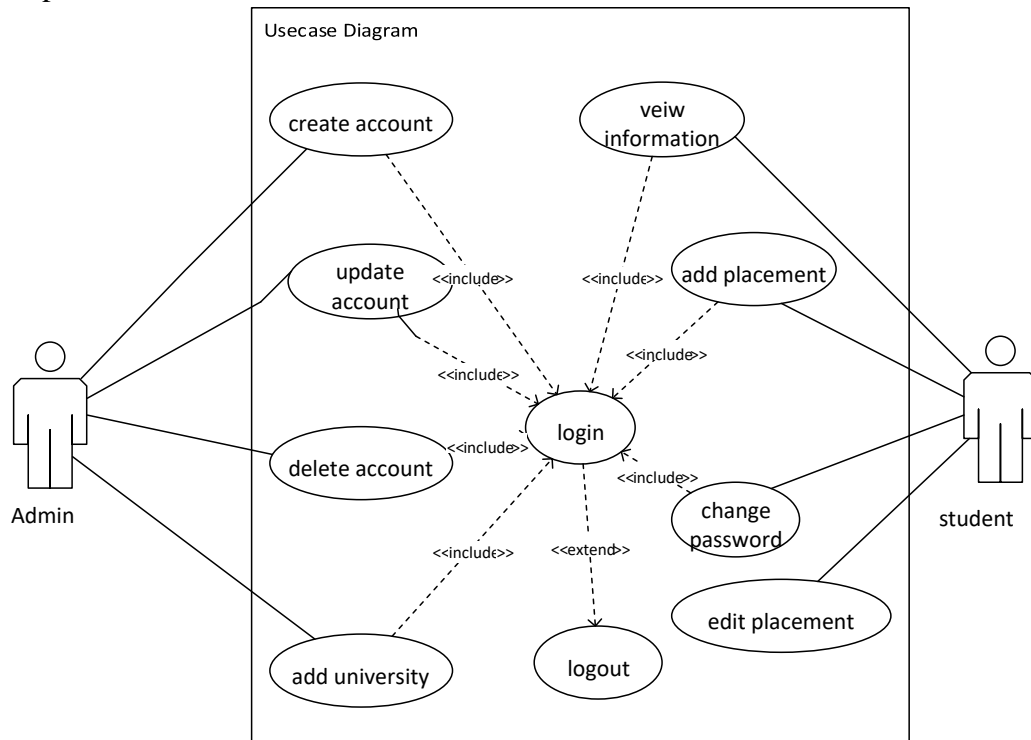 Usecase Diagram
create account
veiw
information
update
account
<<include>>
<<include>>
add placement
<<include>>
<<include>>
login
delete account
<<include>>
<<include>>
Admin
change
password
student
<<include>>
<<extend>>
edit placement
add university
logout